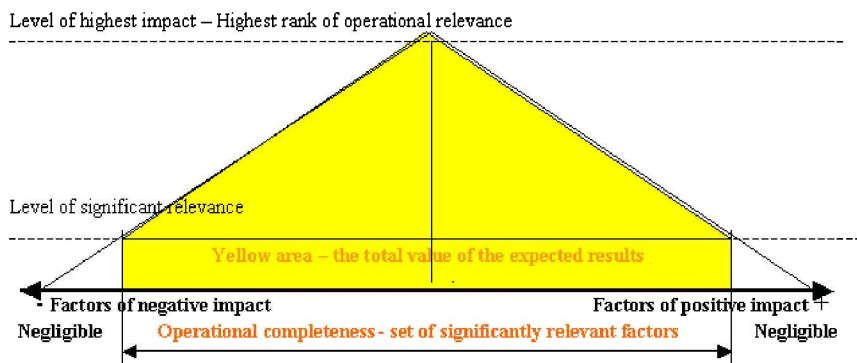 Level of highest impact – Highest rank of operational relevance
Level of significant relevance
Yellow area – the total value of the expected results
- Factors of negative impact
Factors of positive impact +
Negligible
Operational completeness - set of significantly relevant factors
Negligible